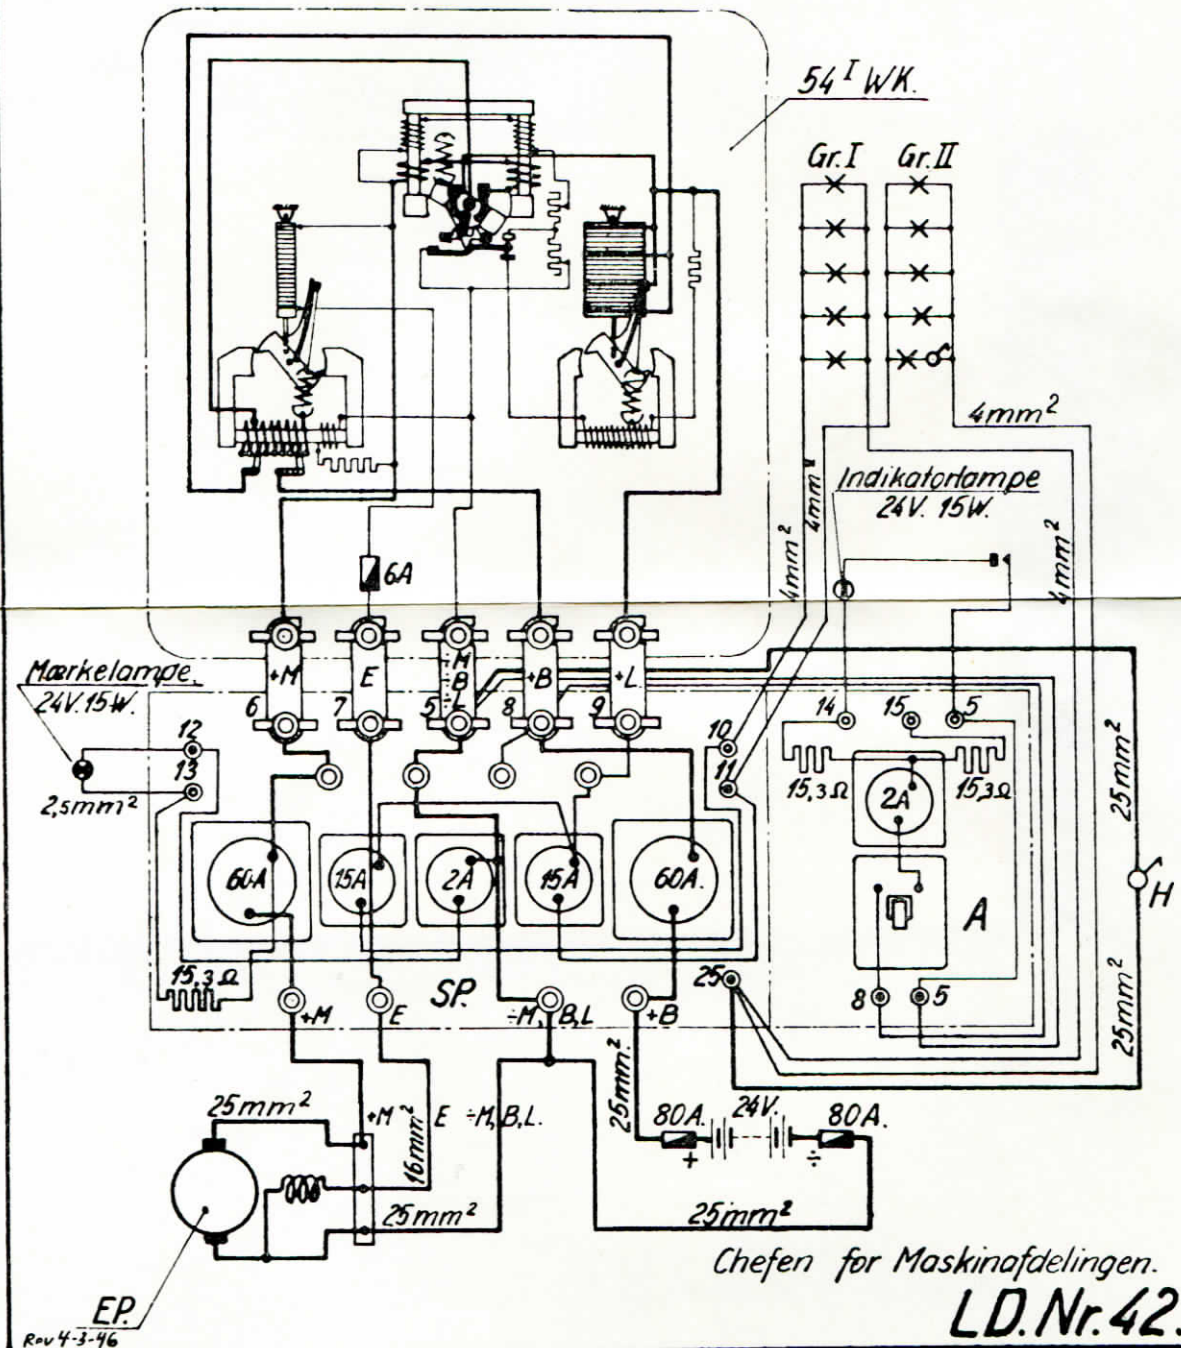 54 I WK.
Gr. I
Gr. II
4mm²
Indikatorlampe
24V. 15W.
4mm²
4mm²
4mm²
6A
+M
E
÷M
B
÷L
+B
+L
6
7
5
8
9
Mærkelampe.
24V. 15W.
12
13
2,5mm²
10
11
14
15
5
15,3Ω
15,3Ω
2A
25mm²
60A
15A
2A
15A
60A.
A
H
15,3Ω
SP.
25
8
5
25mm²
+M
E
÷M, B, L
+B
25mm²
25mm²
+M
16mm²
E
÷M, B, L.
80A.
24V.
80A.
+
÷
25mm²
25mm²
Chefen for Maskinafdelingen.
EP.
LD. Nr. 42.
Rev 4-3-46